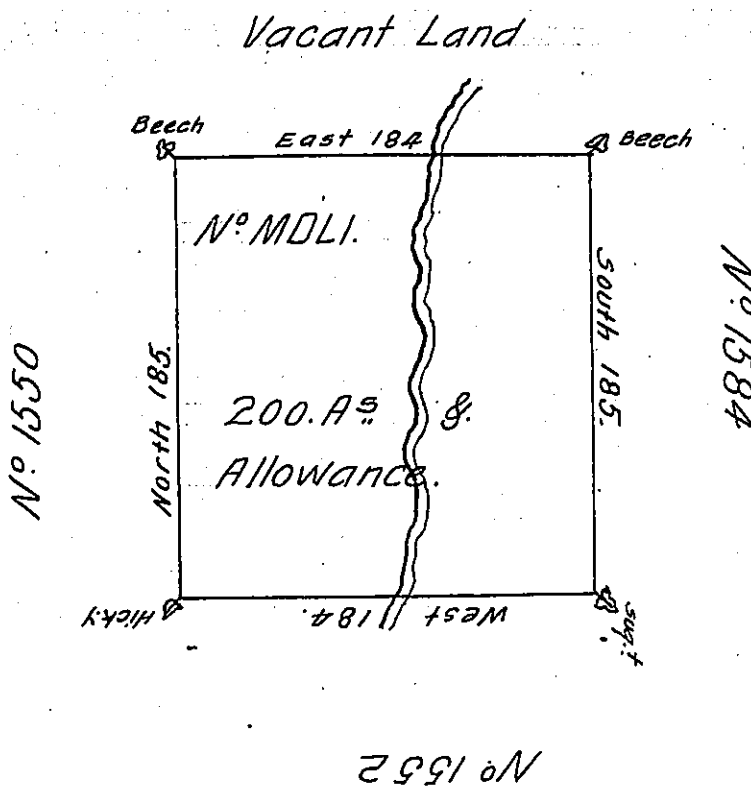 Vacant Land
Beech
East 184
Beech
Nº MDLI.
South 185.
Nº 1584
Nº 1550
North 185.
200. Aˢ &.
Allowance.
Hick.y
West 184.
Sug.t
Nº 1552